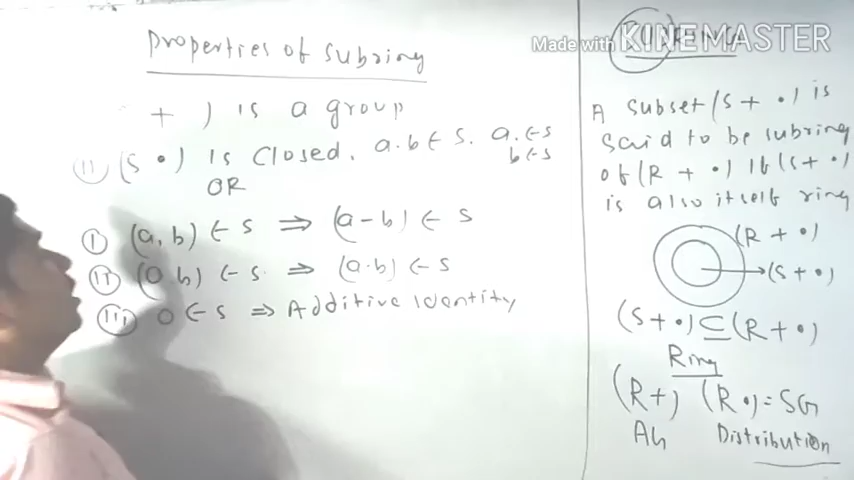 Properties of Subring
+ ) is a group
(ii) (S •) is closed. a.b ∈ S. a ∈ S
b ∈ S
OR
(i) (a, b) ∈ S ⇒ (a - b) ∈ S
(ii) (a b) ∈ S ⇒ (a·b) ∈ S
(iii) 0 ∈ S ⇒ Additive Identity
Made with KINEMASTER
A Subset (S + •) is
Said to be subring
of (R + •) if (S + •)
is also itself ring
(R + •)
(S + •)
(S + •) ⊆ (R + •)
Ring
(R +) (R •) = SG
Distribution